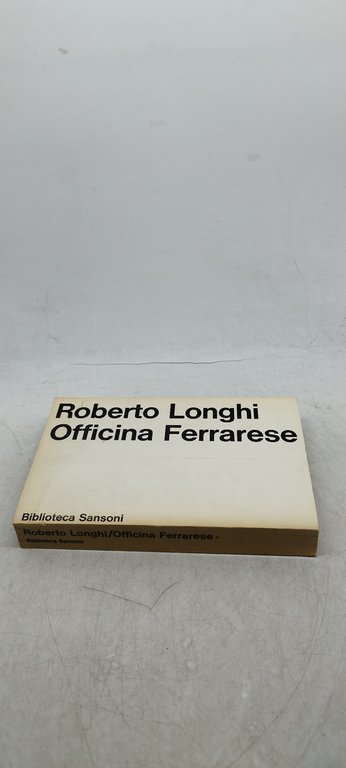 Roberto Longhi
Officina Ferrarese
Biblioteca Sansoni
Roberto Longhi/Officina Ferrarese
Biblioteca Sansoni